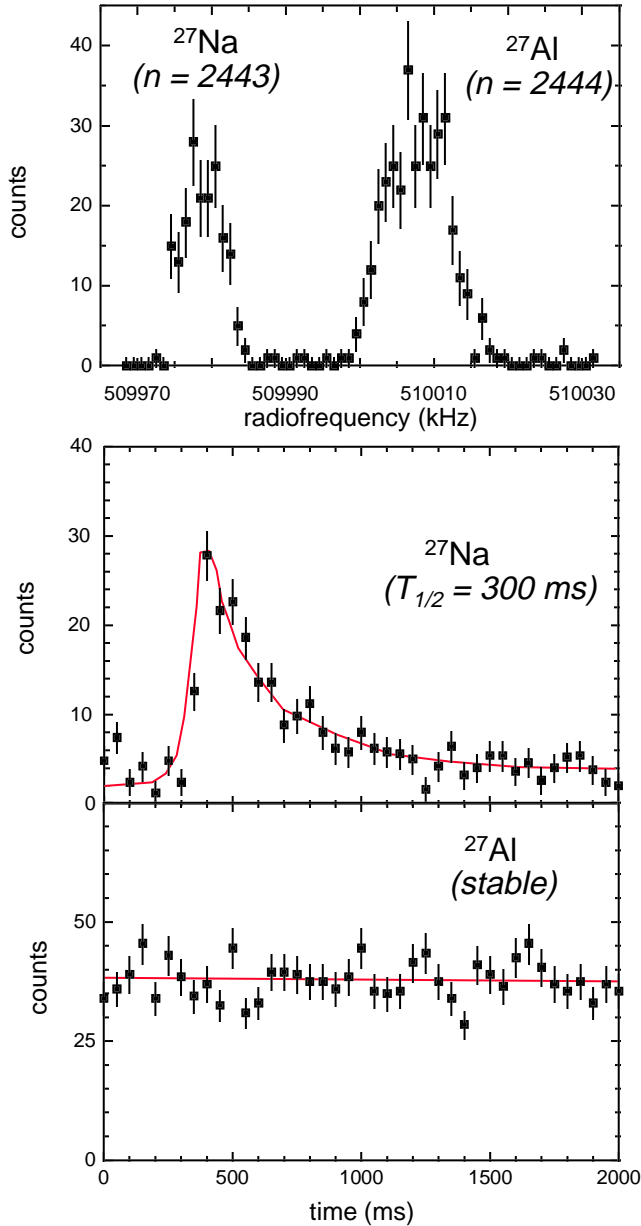 40
30
20
10
0
counts
²⁷Na
(n = 2443)
²⁷Al
(n = 2444)
509970
509990
510010
510030
radiofrequency (kHz)
40
30
20
10
0
counts
²⁷Na
(T₁/₂ = 300 ms)
50
25
0
counts
²⁷Al
(stable)
0
500
1000
1500
2000
time (ms)